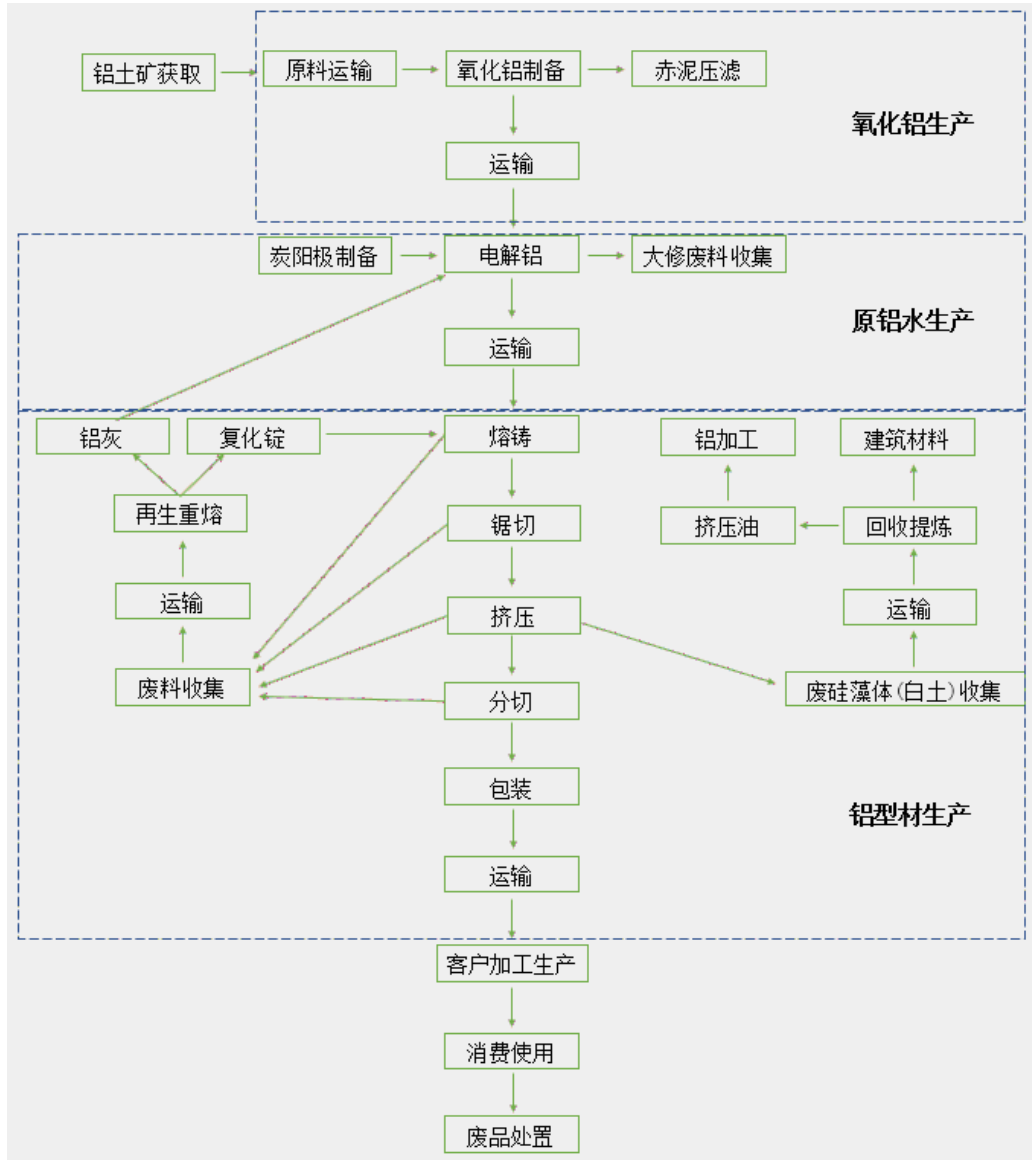 铝土矿获取
原料运输
氧化铝制备
赤泥压滤
氧化铝生产
运输
炭阳极制备
电解铝
大修废料收集
原铝水生产
运输
铝灰
复化锭
熔铸
铝加工
建筑材料
再生重熔
锯切
挤压油
回收提炼
运输
挤压
运输
废料收集
分切
废硅藻体(白土)收集
包装
铝型材生产
运输
客户加工生产
消费使用
废品处置